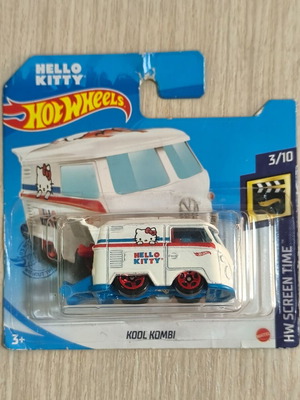 HELLO
KITTY
HOT WHEELS
3/10
HW SCREEN TIME
HELLO
KITTY
3+
KOOL KOMBI